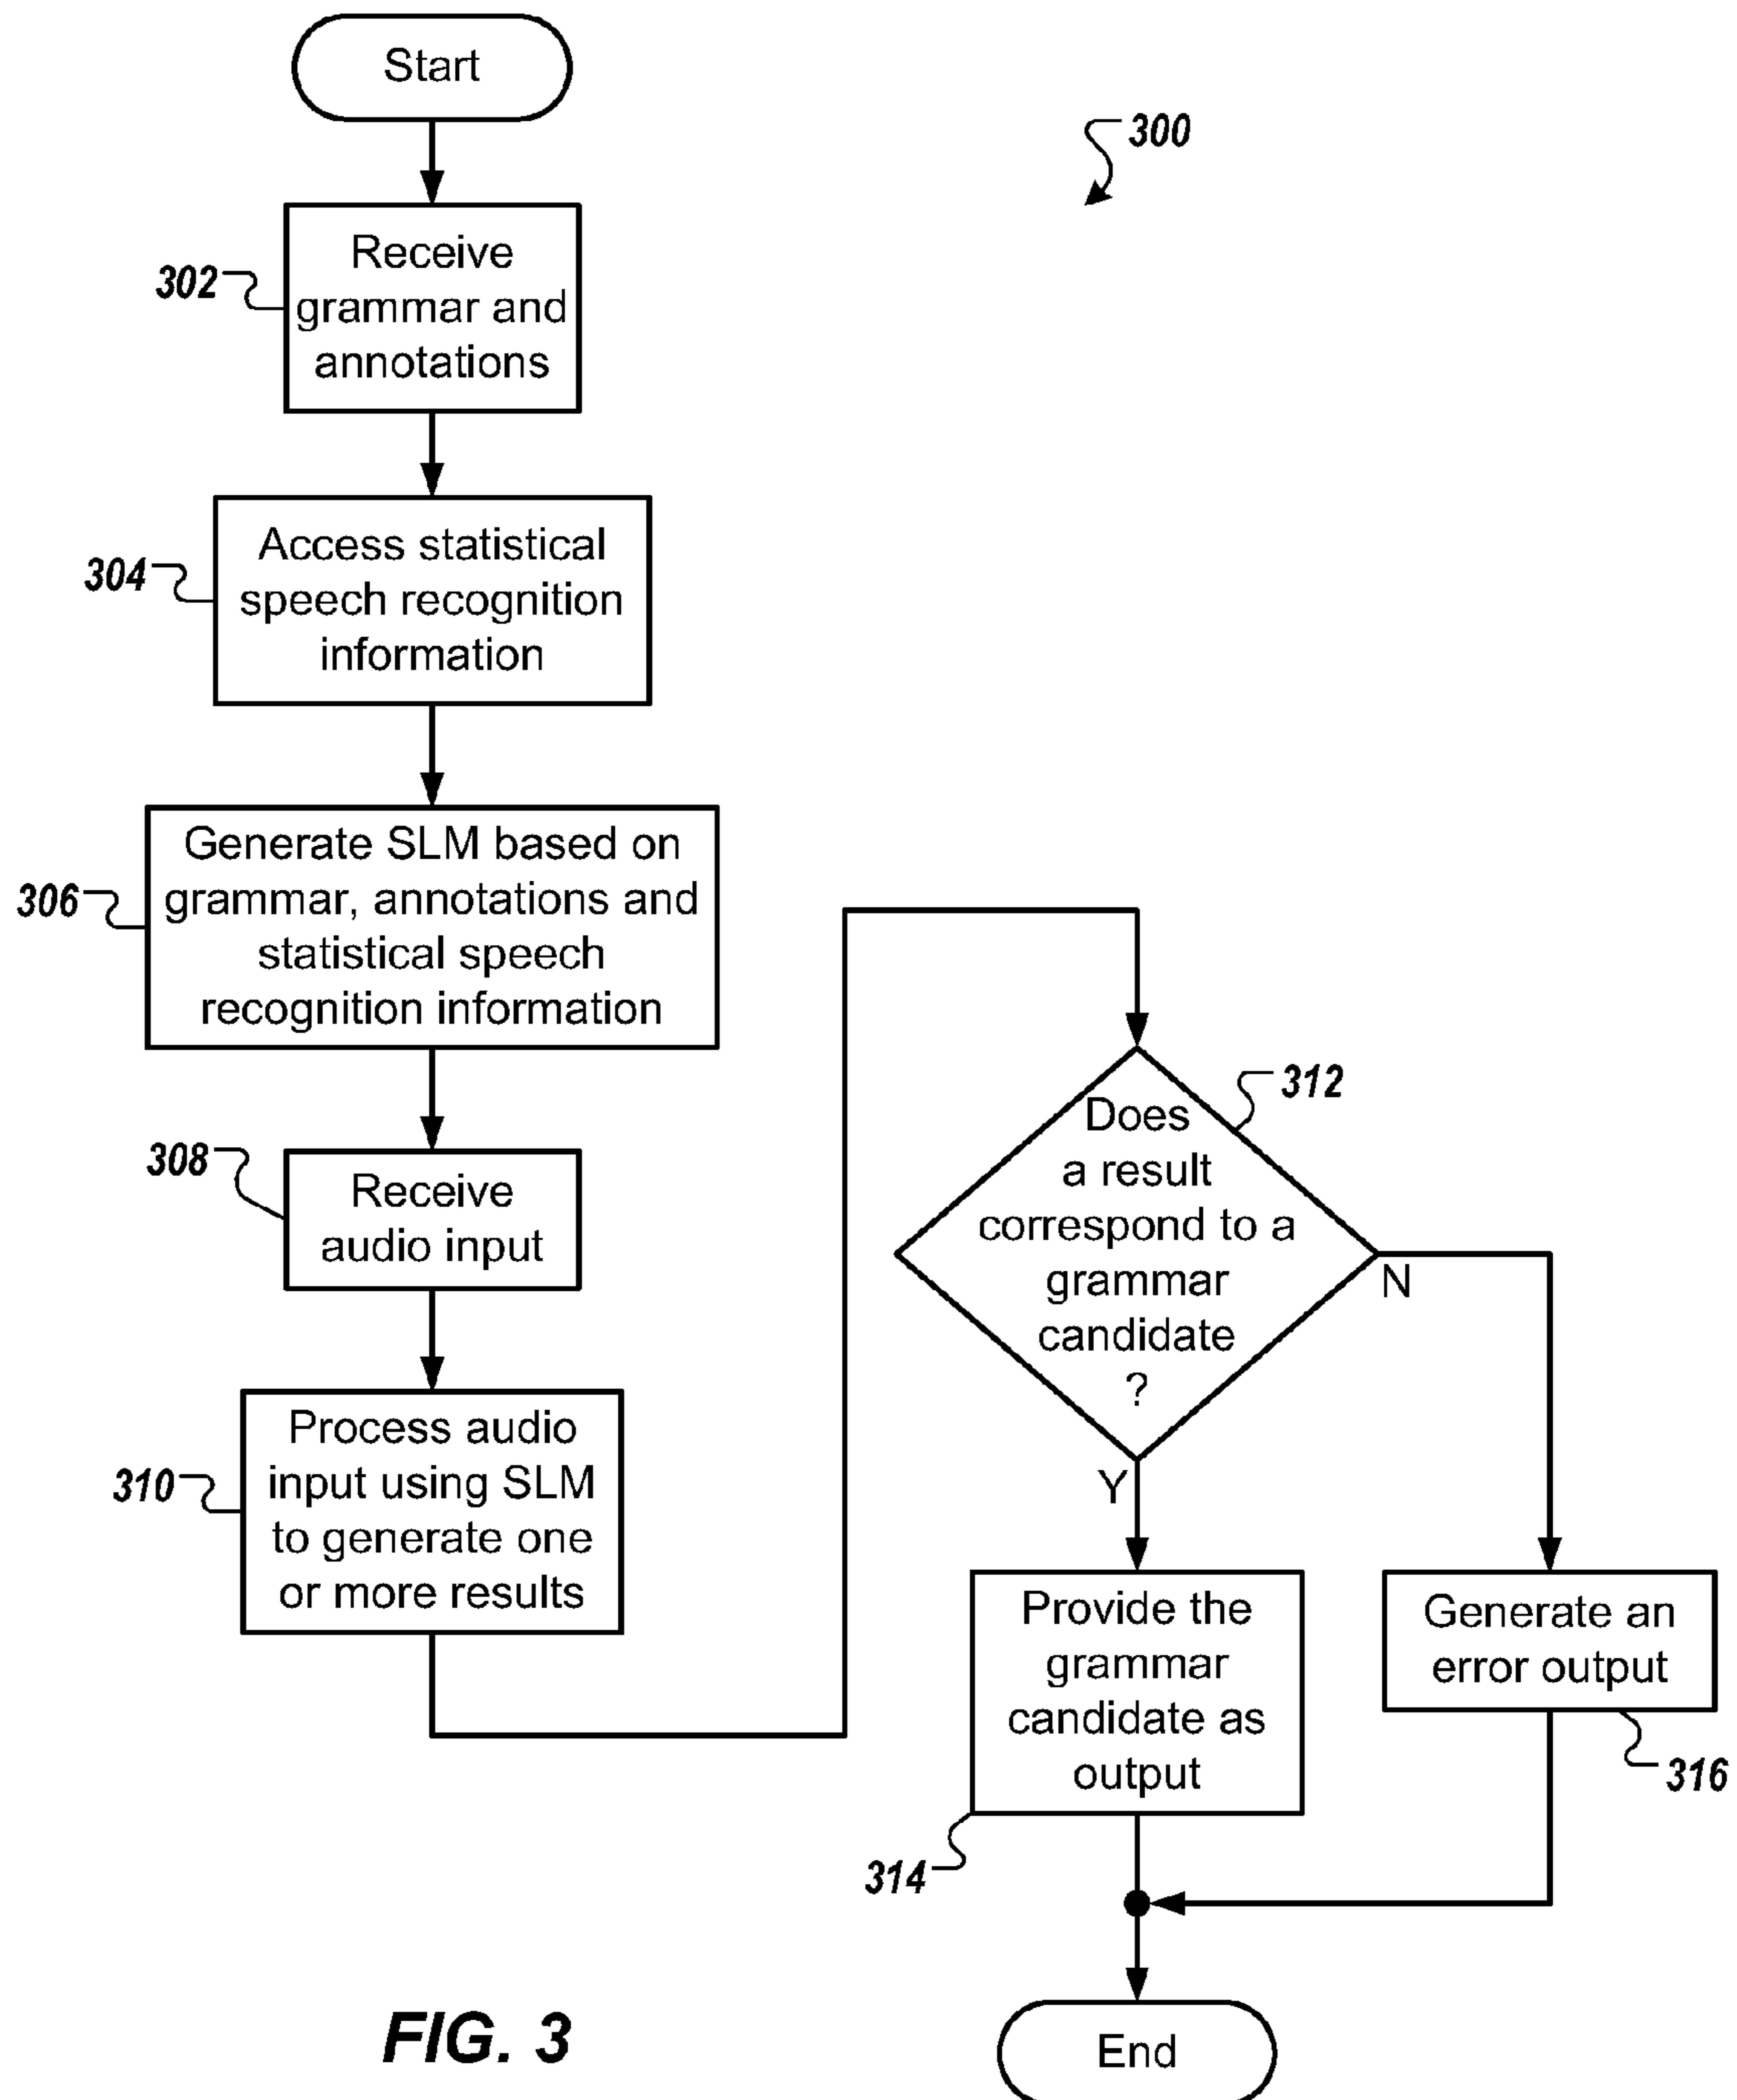 Start
300
302
Receive
grammar and
annotations
304
Access statistical
speech recognition
information
306
Generate SLM based on
grammar, annotations and
statistical speech
recognition information
308
Receive
audio input
310
Process audio
input using SLM
to generate one
or more results
312
Does
a result
correspond to a
grammar
candidate
?
N
Y
Provide the
grammar
candidate as
output
314
Generate an
error output
316
End
FIG. 3